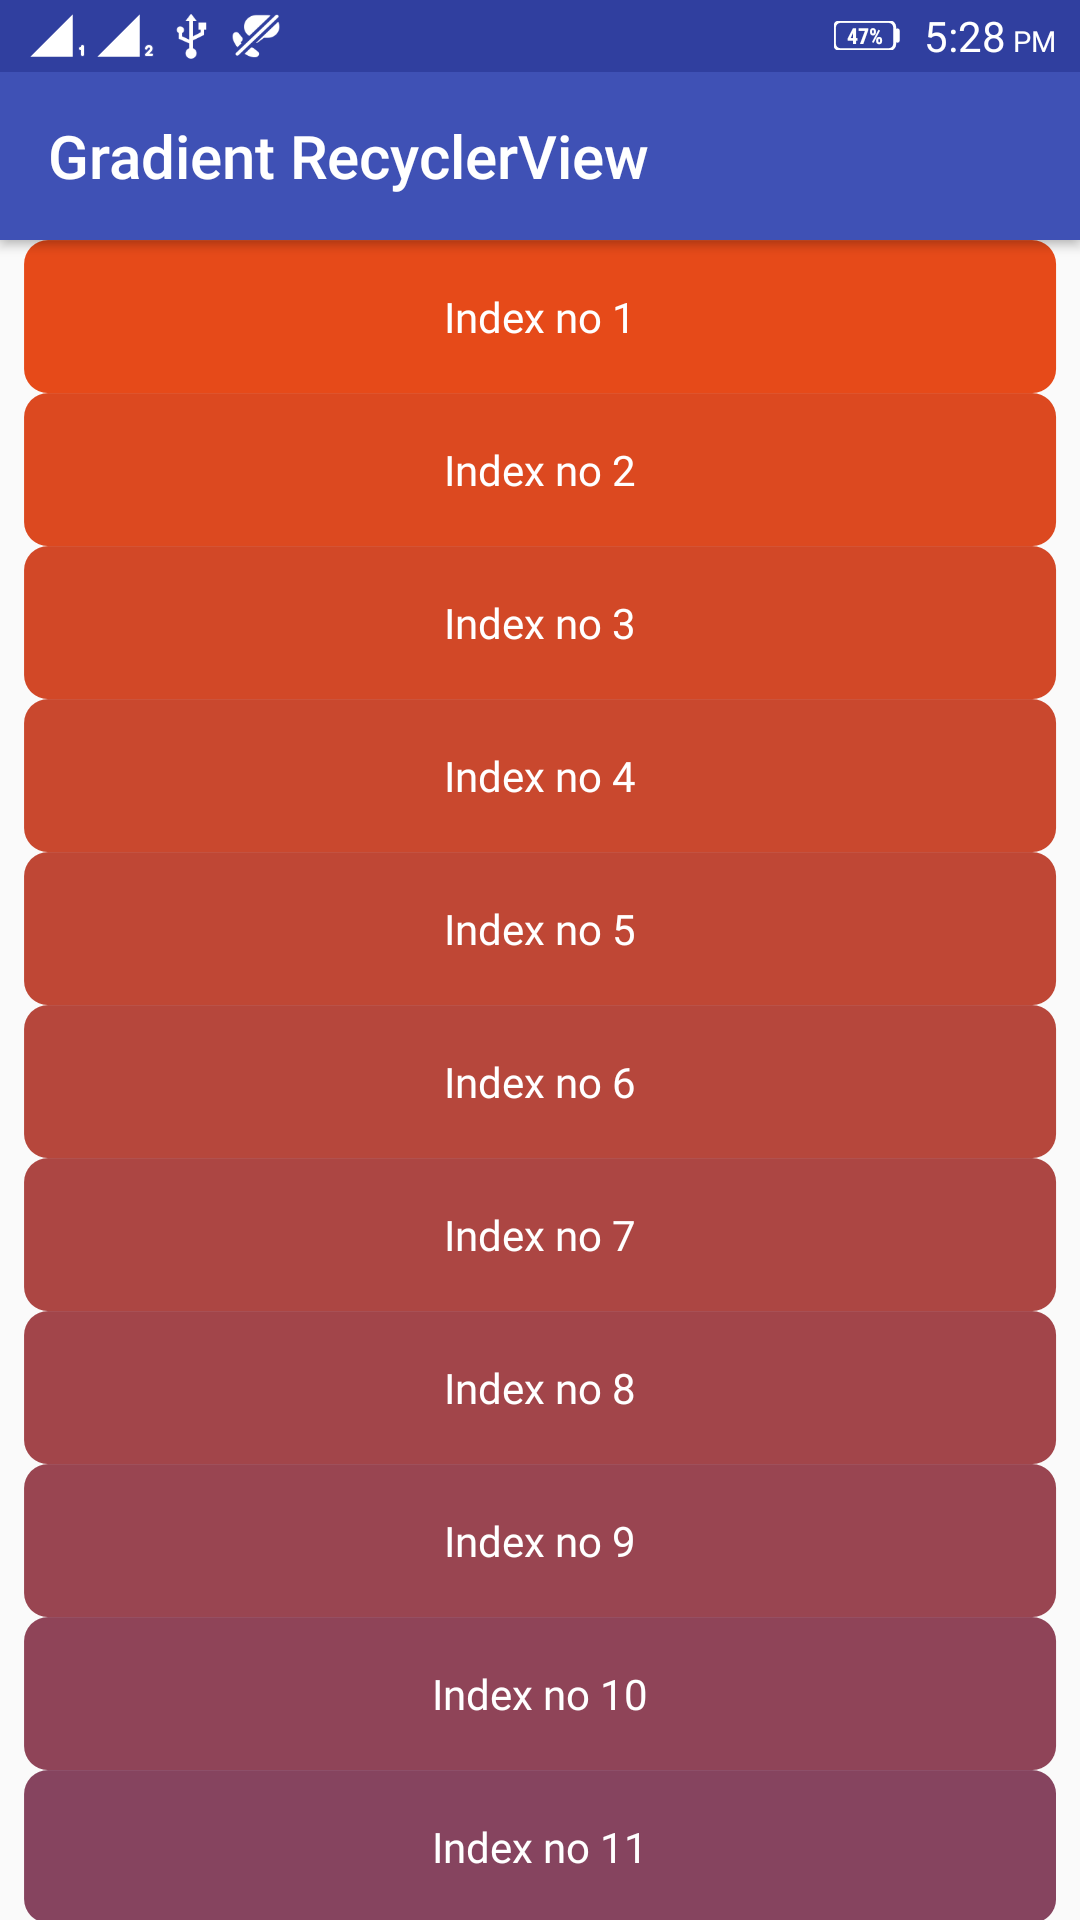 1 2 47% 5:28 PM
Gradient RecyclerView
Index no 1
Index no 2
Index no 3
Index no 4
Index no 5
Index no 6
Index no 7
Index no 8
Index no 9
Index no 10
Index no 11